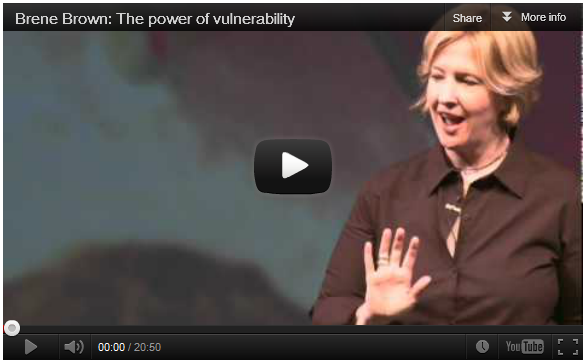 Brene Brown: The power of vulnerability
Share
More info
00:00 / 20:50
YouTube